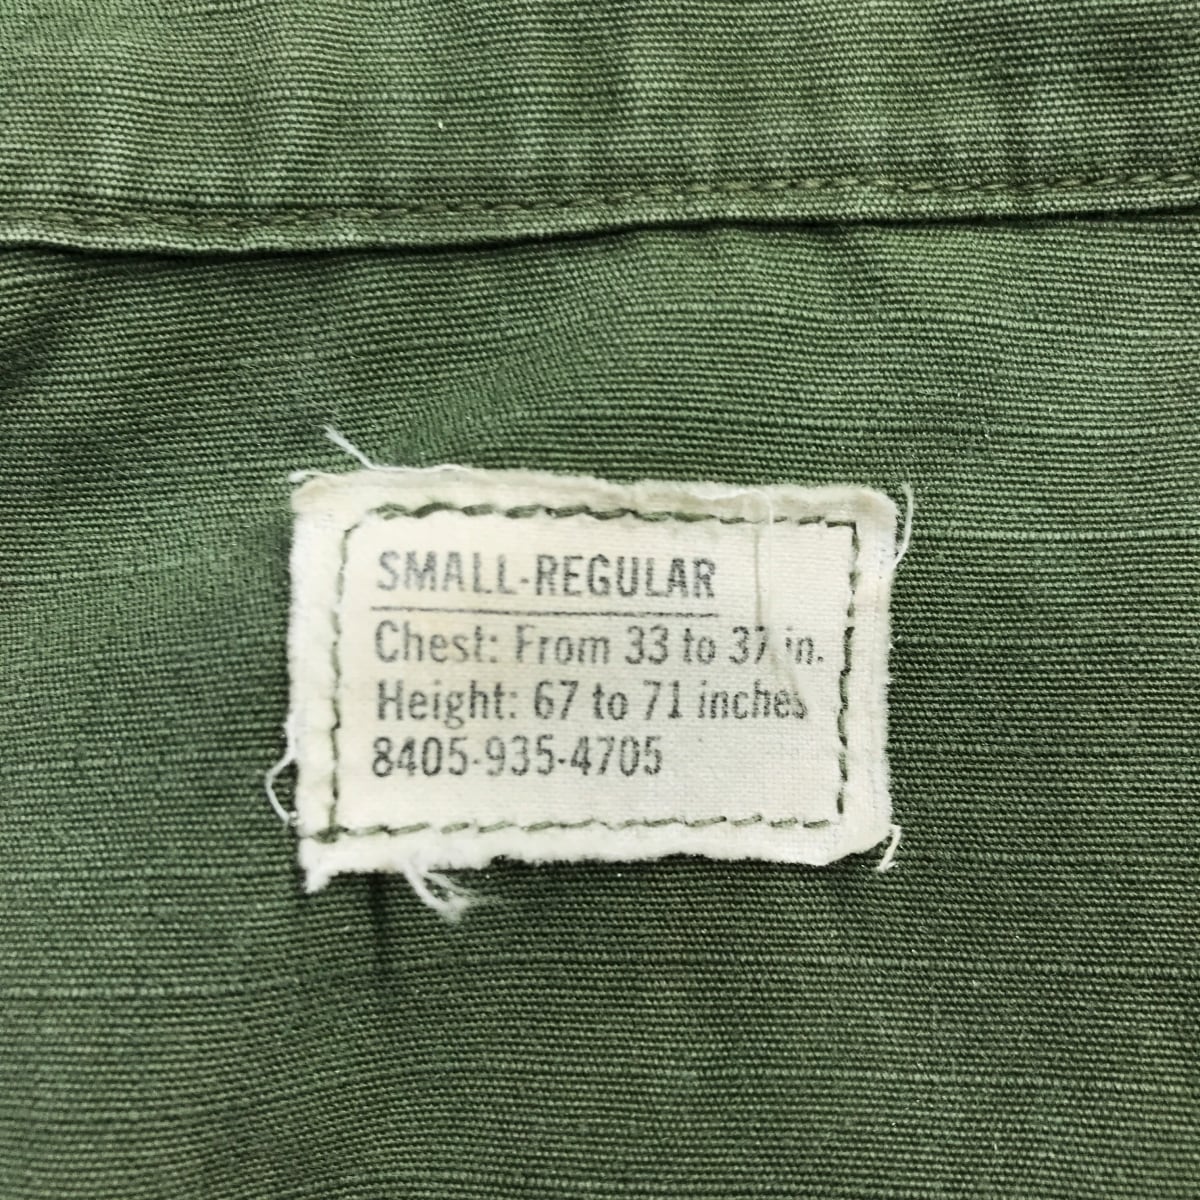 SMALL-REGULAR
Chest: From 33 to 37 in.
Height: 67 to 71 inches
8405-935-4705